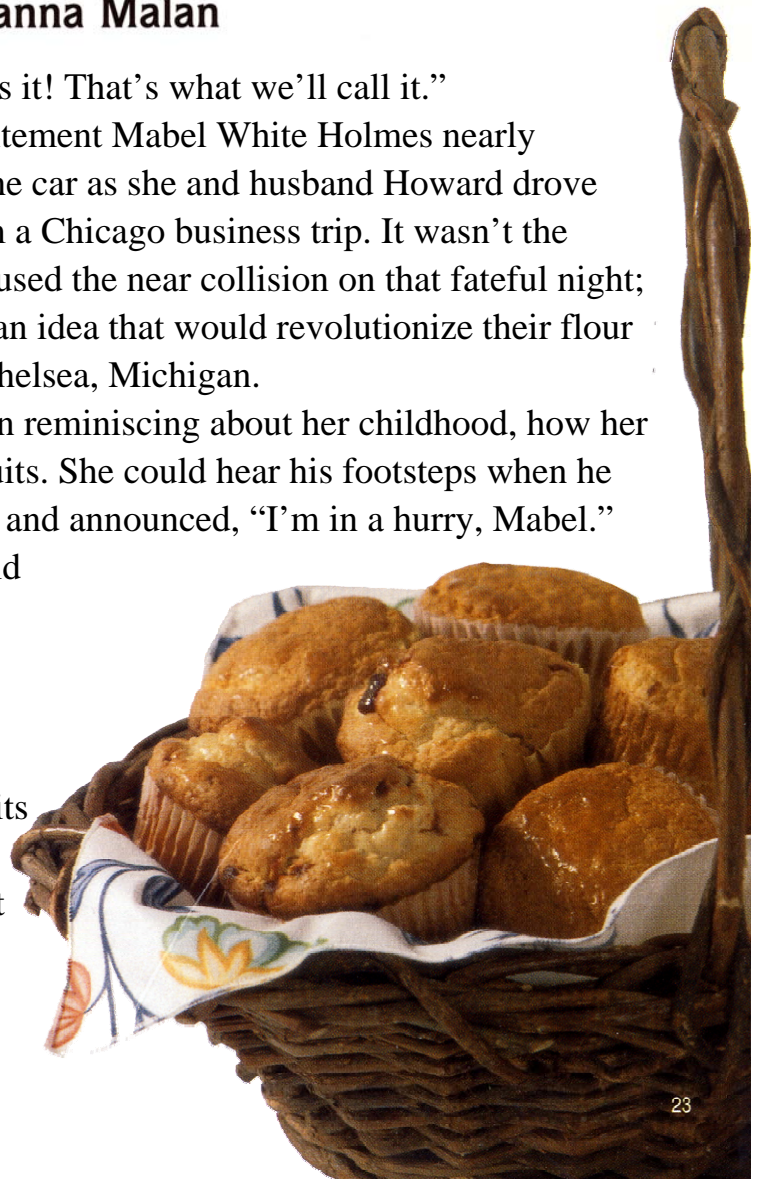 anna Malan
s it! That’s what we’ll call it.”
tement Mabel White Holmes nearly
ne car as she and husband Howard drove
n a Chicago business trip. It wasn’t the
used the near collision on that fateful night;
an idea that would revolutionize their flour
helsea, Michigan.
n reminiscing about her childhood, how her
uits. She could hear his footsteps when he
and announced, “I’m in a hurry, Mabel.”
ld
its
t
23